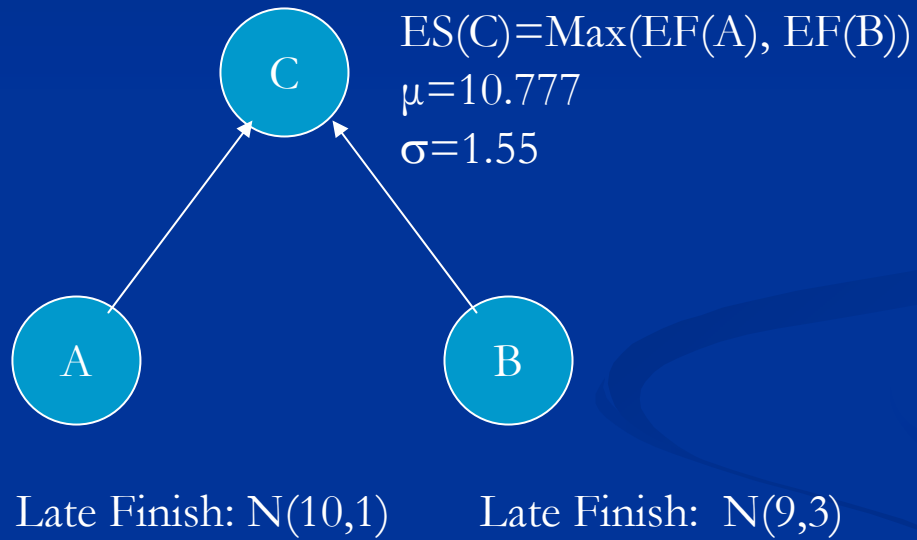 C
ES(C)=Max(EF(A), EF(B))
μ=10.777
σ=1.55
A
B
Late Finish: N(10,1)
Late Finish: N(9,3)